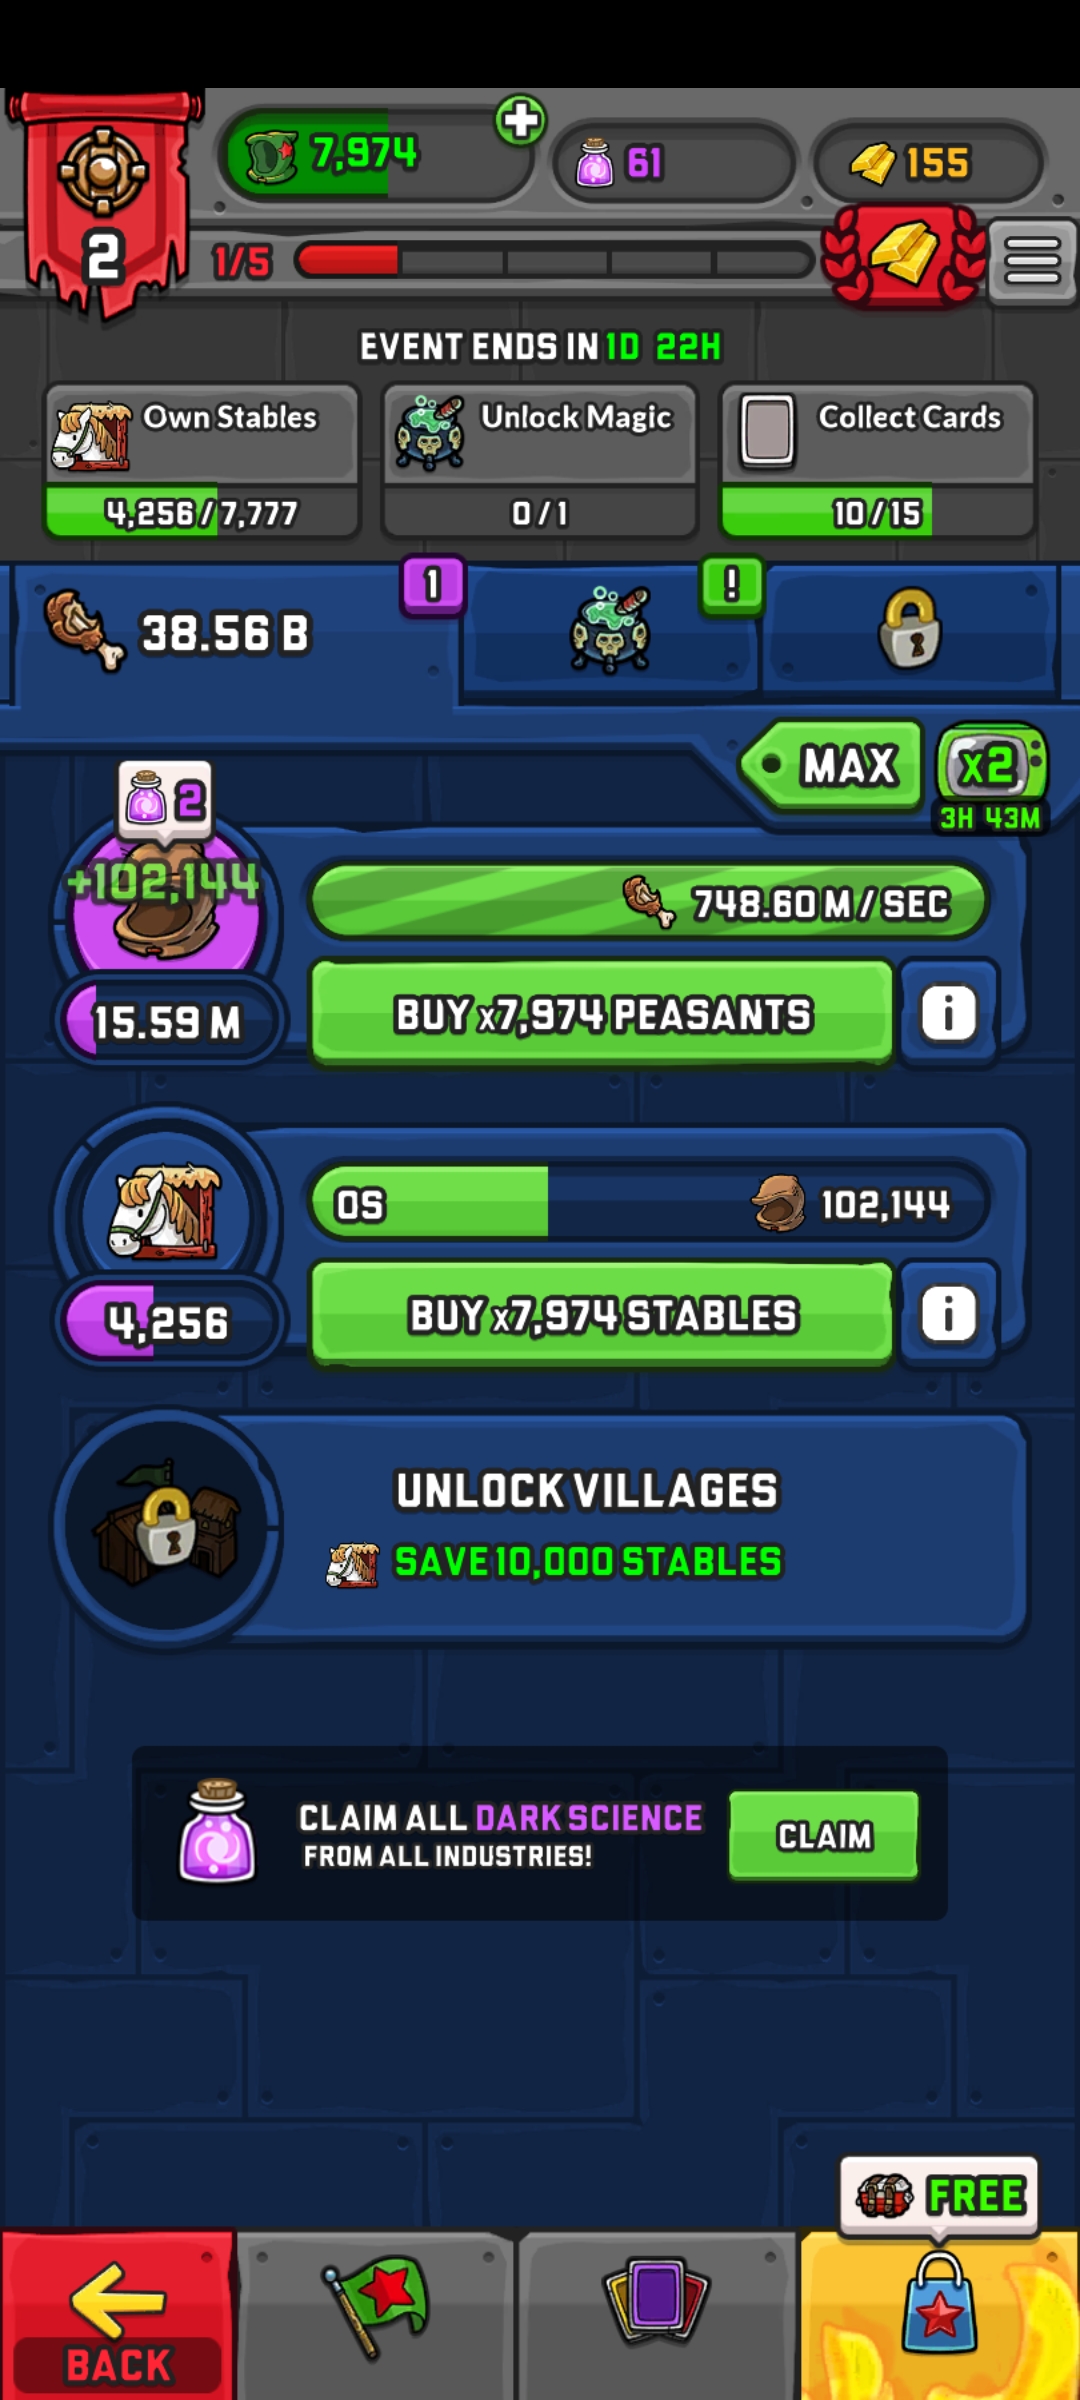 7,974
61
155
2
1/5
EVENT ENDS IN 1D 22H
Own Stables
4,256/7,777
Unlock Magic
0/1
Collect Cards
10/15
38.56 B
1
!
MAX
x2
3H 43M
2
+102,144
748.60 M / SEC
15.59 M
BUY x7,974 PEASANTS
i
0S
102,144
4,256
BUY x7,974 STABLES
i
UNLOCK VILLAGES
SAVE 10,000 STABLES
CLAIM ALL DARK SCIENCE
FROM ALL INDUSTRIES!
CLAIM
FREE
BACK